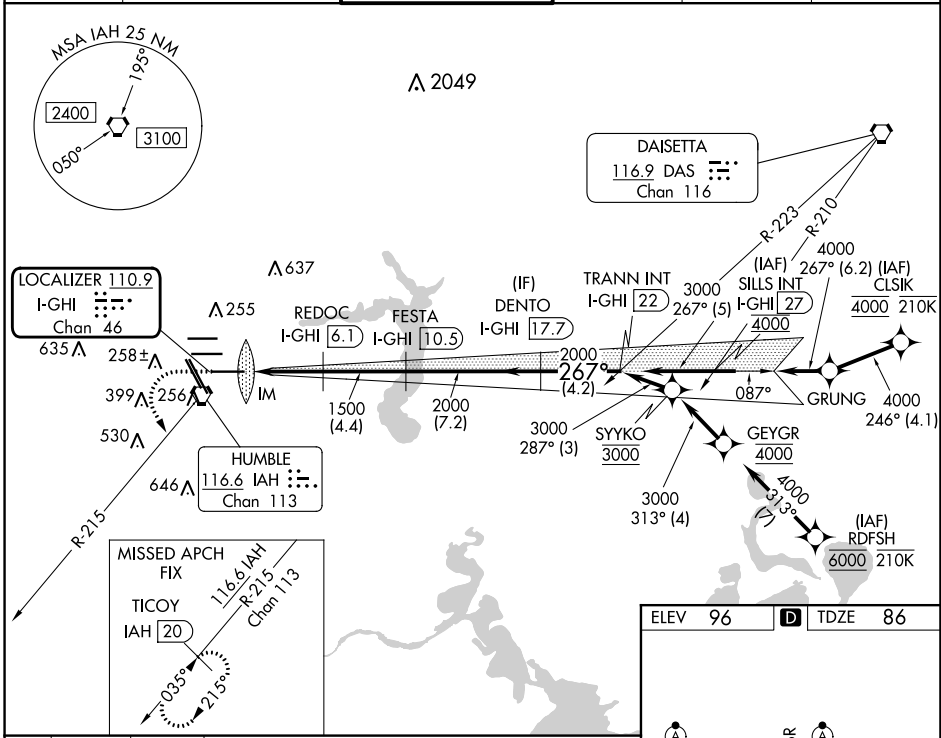 MSA IAH 25 NM
195°
2400
3100
050°
2049
DAISETTA
116.9 DAS
Chan 116
R-223
R-210
LOCALIZER 110.9
I-GHI
Chan 46
637
255
635
258±
399
256
530
646
IM
REDOC
I-GHI 6.1
FESTA
I-GHI 10.5
(IF)
DENTO
I-GHI 17.7
TRANN INT
I-GHI 22
3000
267° (5)
(IAF)
SILLS INT
I-GHI 27
4000
4000
267° (6.2)
(IAF)
CLSIK
4000 210K
2000
267°
(4.2)
087°
GRUNG
4000
246° (4.1)
1500
(4.4)
2000
(7.2)
3000
287° (3)
SYYKO
3000
GEYGR
4000
3000
313° (4)
4000
313°
(7)
(IAF)
RDFSH
6000 210K
HUMBLE
116.6 IAH
Chan 113
R-215
MISSED APCH
FIX
TICOY
IAH 20
116.6 IAH
R-215
Chan 113
035°
215°
ELEV 96 D TDZE 86
A
A